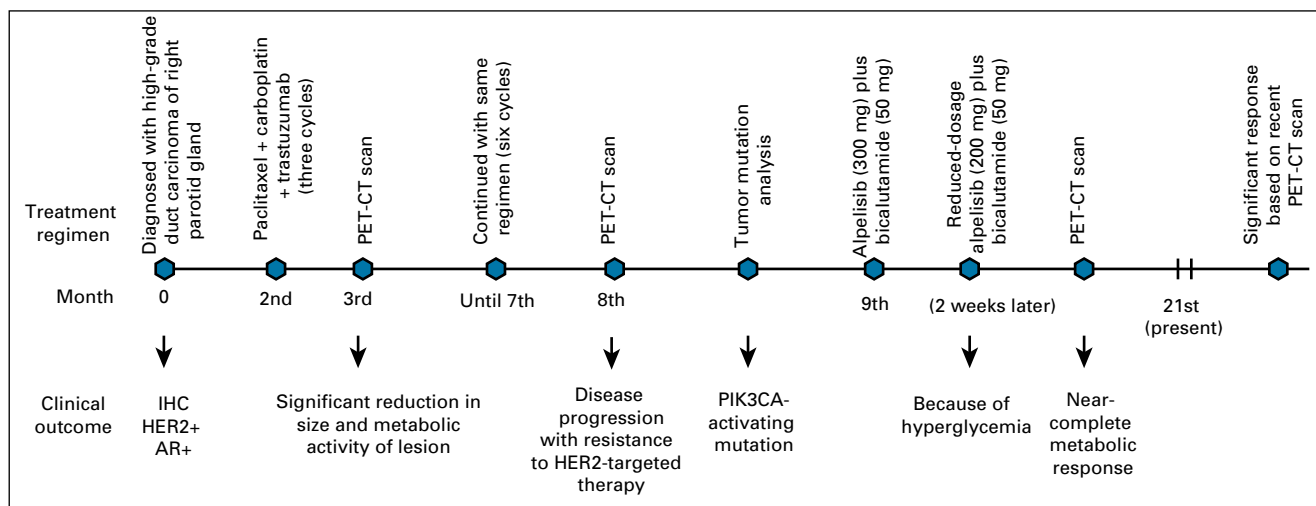 Diagnosed with high-grade
duct carcinoma of right
parotid gland
Paclitaxel + carboplatin
+ trastuzumab
(three cycles)
PET-CT scan
Continued with same
regimen (six cycles)
PET-CT scan
Tumor mutation
analysis
Alpelisib (300 mg) plus
bicalutamide (50 mg)
Reduced-dosage
alpelisib (200 mg) plus
bicalutamide (50 mg)
PET-CT scan
Significant response
based on recent
PET-CT scan
Treatment
regimen
Month
0
2nd
3rd
Until 7th
8th
9th
(2 weeks later)
21st
(present)
Clinical
outcome
IHC
HER2+
AR+
Significant reduction in
size and metabolic
activity of lesion
Disease
progression
with resistance
to HER2-targeted
therapy
PIK3CA-
activating
mutation
Because of
hyperglycemia
Near-
complete
metabolic
response